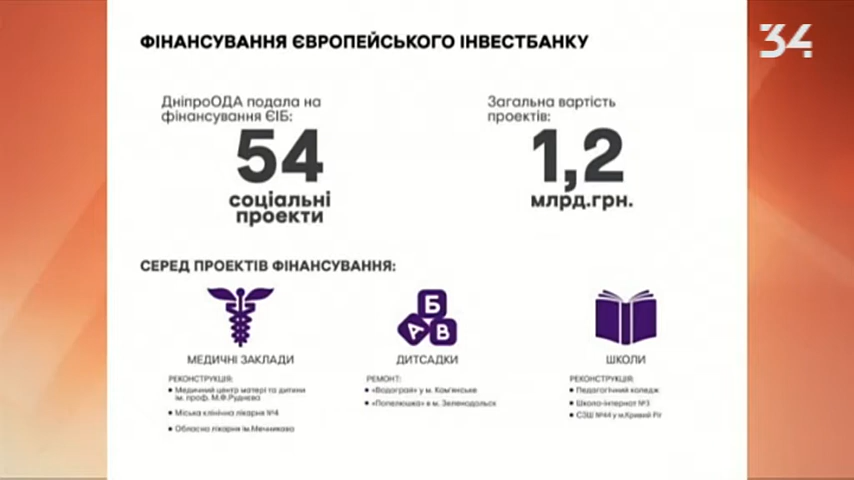 ФІНАНСУВАННЯ ЄВРОПЕЙСЬКОГО ІНВЕСТБАНКУ
34
ДніпроОДА подала на
фінансування ЄІБ:
54
соціальні
проекти
Загальна вартість
проектів:
1,2
млрд.грн.
СЕРЕД ПРОЕКТІВ ФІНАНСУВАННЯ:
Б
А В
МЕДИЧНІ ЗАКЛАДИ
РЕКОНСТРУКЦІЯ:
Медичний центр матері та дитини
ім. проф. М.Ф.Руднєва
Міська клінічна лікарня №4
Обласна лікарня ім.Мечникова
ДИТСАДКИ
РЕМОНТ:
«Водограй» у м. Кам'янське
«Попелюшка» в м. Зеленодольск
ШКОЛИ
РЕКОНСТРУКЦІЯ:
Педагогічний коледж
Школа-інтернат №3
СЗШ №44 у м.Кривий Ріг